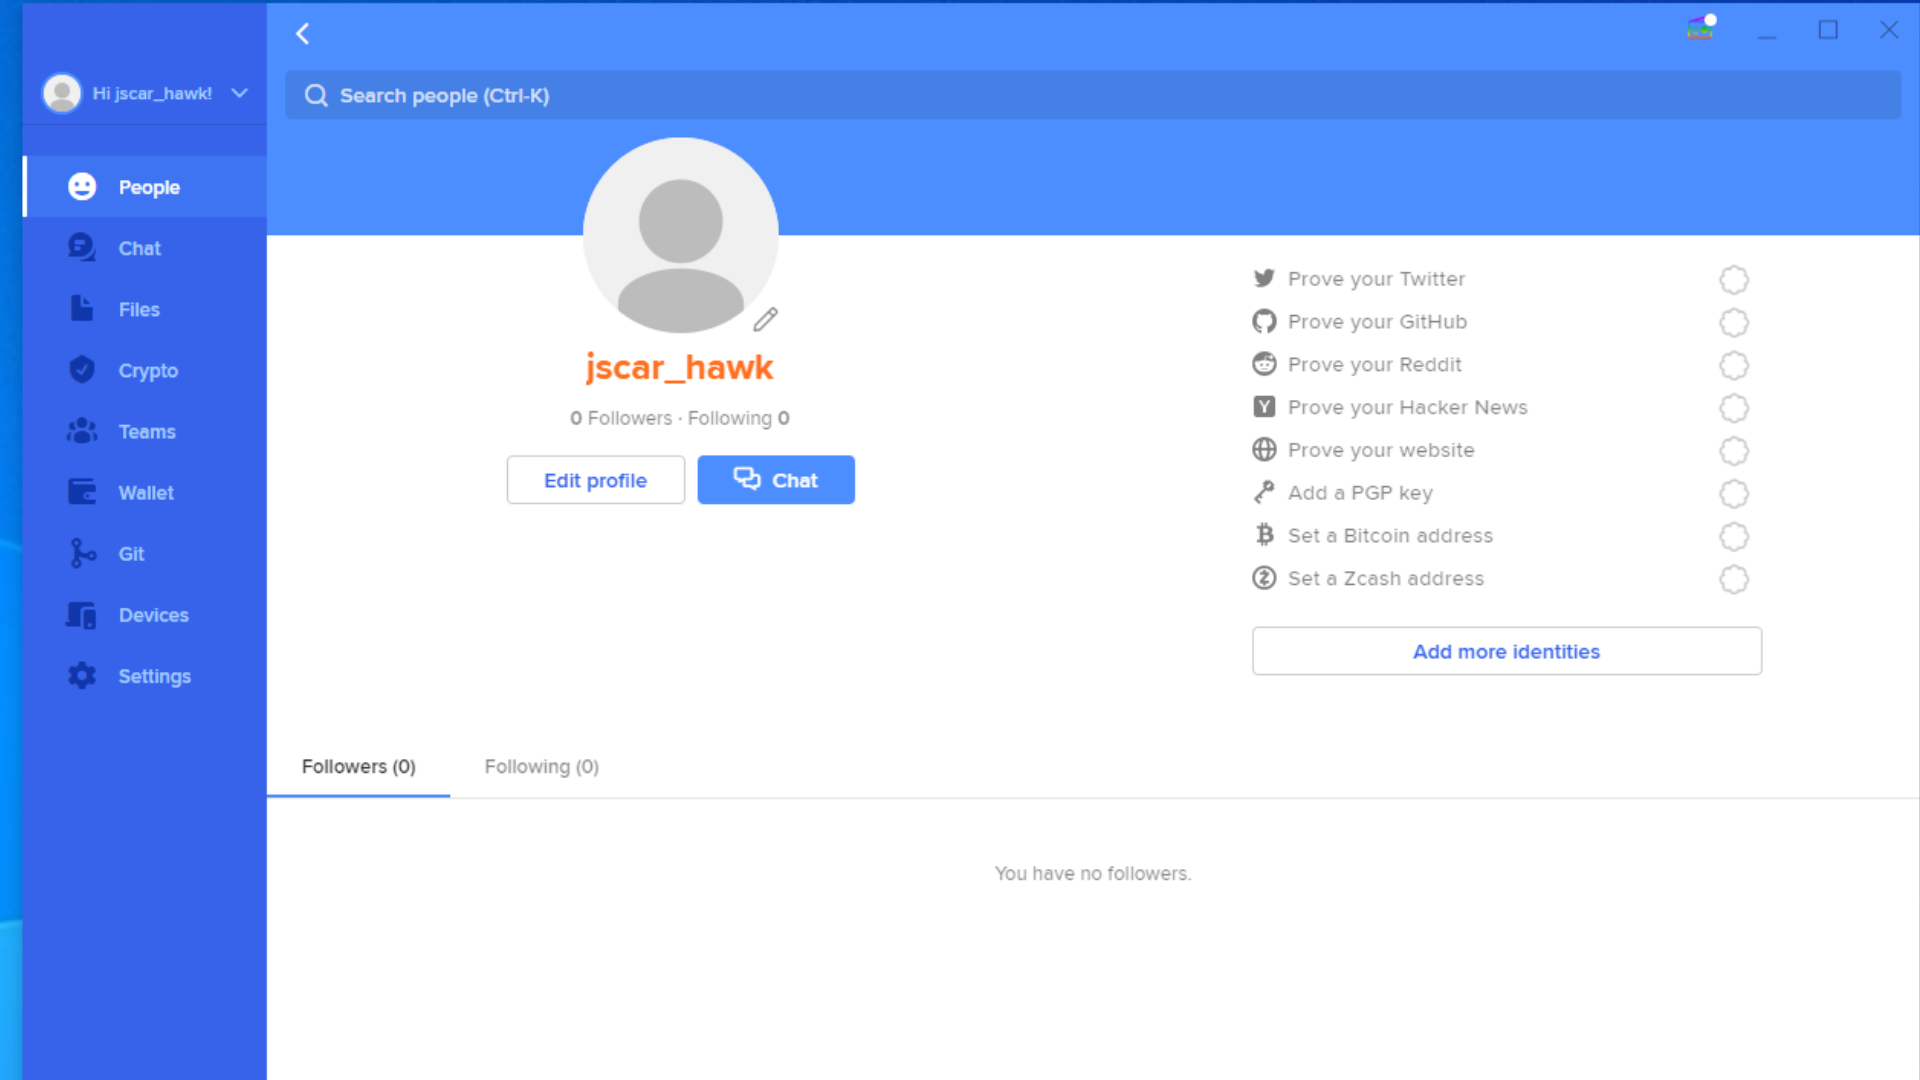 Hi jscar_hawk!
Search people (Ctrl-K)
People
Chat
Files
Crypto
Teams
Wallet
Git
Devices
Settings
jscar_hawk
0 Followers · Following 0
Edit profile
Chat
Prove your Twitter
Prove your GitHub
Prove your Reddit
Y Prove your Hacker News
Prove your website
Add a PGP key
Set a Bitcoin address
Set a Zcash address
Add more identities
Followers (0) Following (0)
You have no followers.